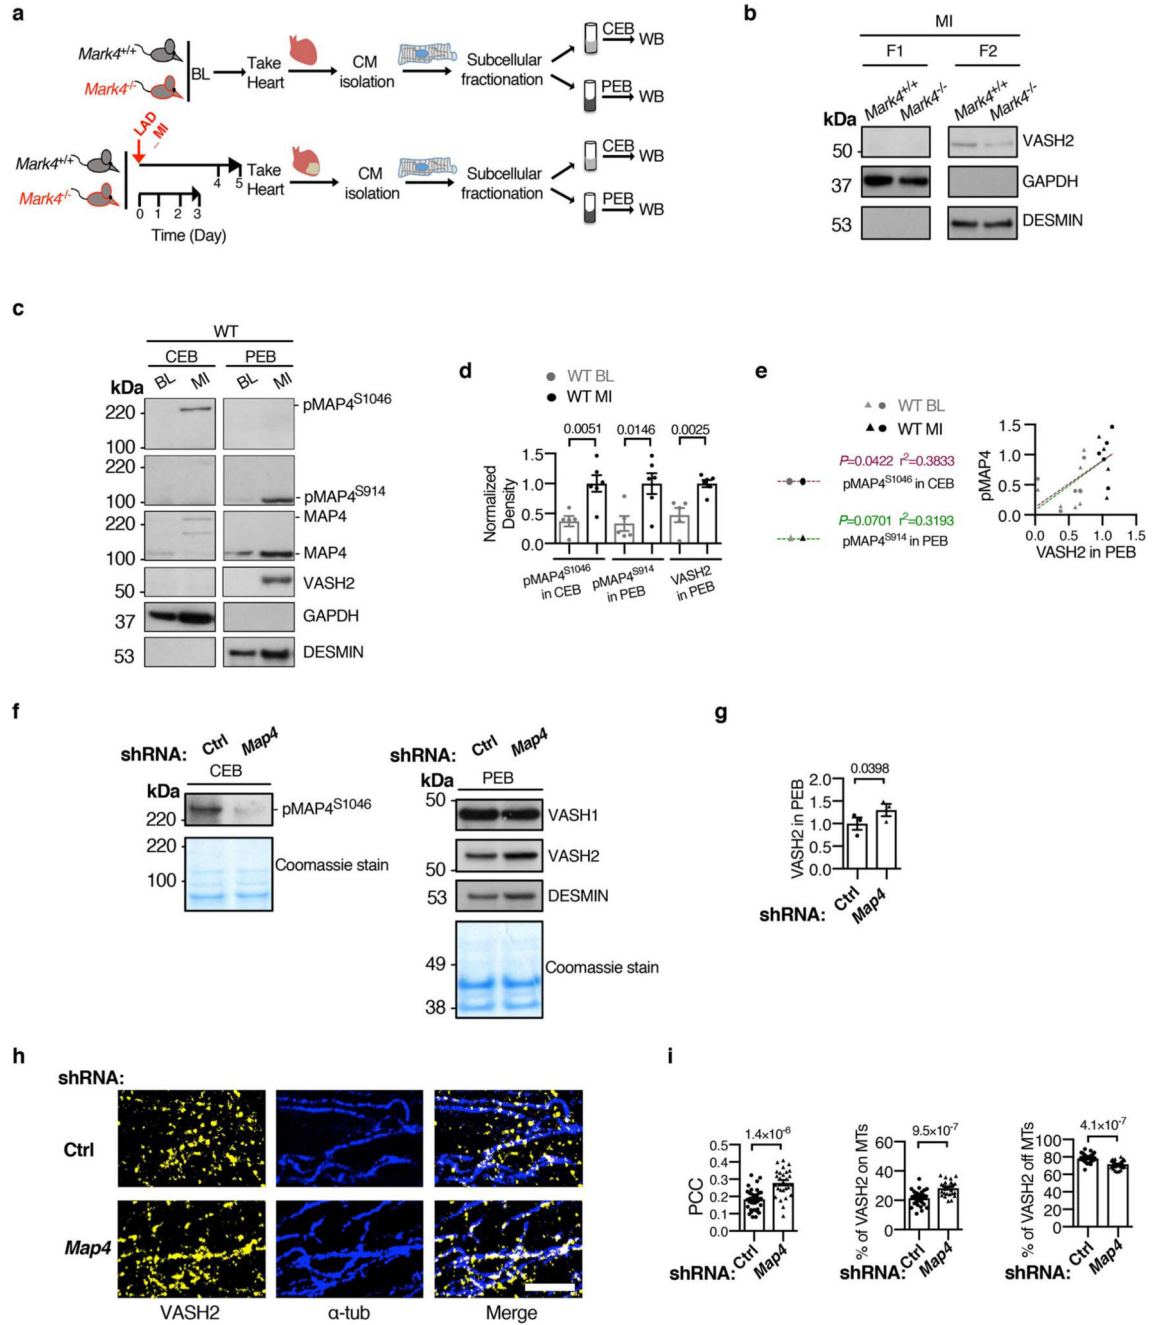 a
Mark4+/+
Mark4-/-
BL
Take
Heart
CM
isolation
Subcellular
fractionation
CEB
WB
PEB
WB
LAD
_MI
Mark4+/+
Mark4-/-
4 5
0 1 2 3
Time (Day)
Take
Heart
CM
isolation
Subcellular
fractionation
CEB
WB
PEB
WB
b
MI
F1 F2
Mark4+/+ Mark4-/- Mark4+/+ Mark4-/-
kDa
50 VASH2
37 GAPDH
53 DESMIN
c
WT
CEB PEB
BL MI BL MI
kDa
220 pMAP4S1046
100
220
100 pMAP4S914
MAP4
220
100 MAP4
50 VASH2
37 GAPDH
53 DESMIN
d
WT BL
WT MI
0.0051 0.0146 0.0025
Normalized
Density
1.5
1.0
0.5
0.0
pMAP4S1046
in CEB
pMAP4S914
in PEB
VASH2
in PEB
e
WT BL
WT MI
P=0.0422 r2=0.3833
pMAP4S1046 in CEB
P=0.0701 r2=0.3193
pMAP4S914 in PEB
pMAP4
1.5
1.0
0.5
0.0
0.0 0.5 1.0 1.5
VASH2 in PEB
f
shRNA: Ctrl Map4
CEB
kDa
220 pMAP4S1046
220
100
Coomassie stain
shRNA: Ctrl Map4
kDa PEB
50
VASH1
VASH2
50
53 DESMIN
49
38
Coomassie stain
g
0.0398
VASH2 in PEB
2.0
1.5
1.0
0.5
0.0
shRNA: Ctrl Map4
h
shRNA:
Ctrl
Map4
VASH2 α-tub Merge
i
1.4×10-6
PCC
0.5
0.4
0.3
0.2
0.1
0.0
shRNA: Ctrl Map4
9.5×10-7
% of VASH2 on MTs
60
40
20
0
shRNA: Ctrl Map4
4.1×10-7
% of VASH2 off MTs
100
80
60
40
20
0
shRNA: Ctrl Map4